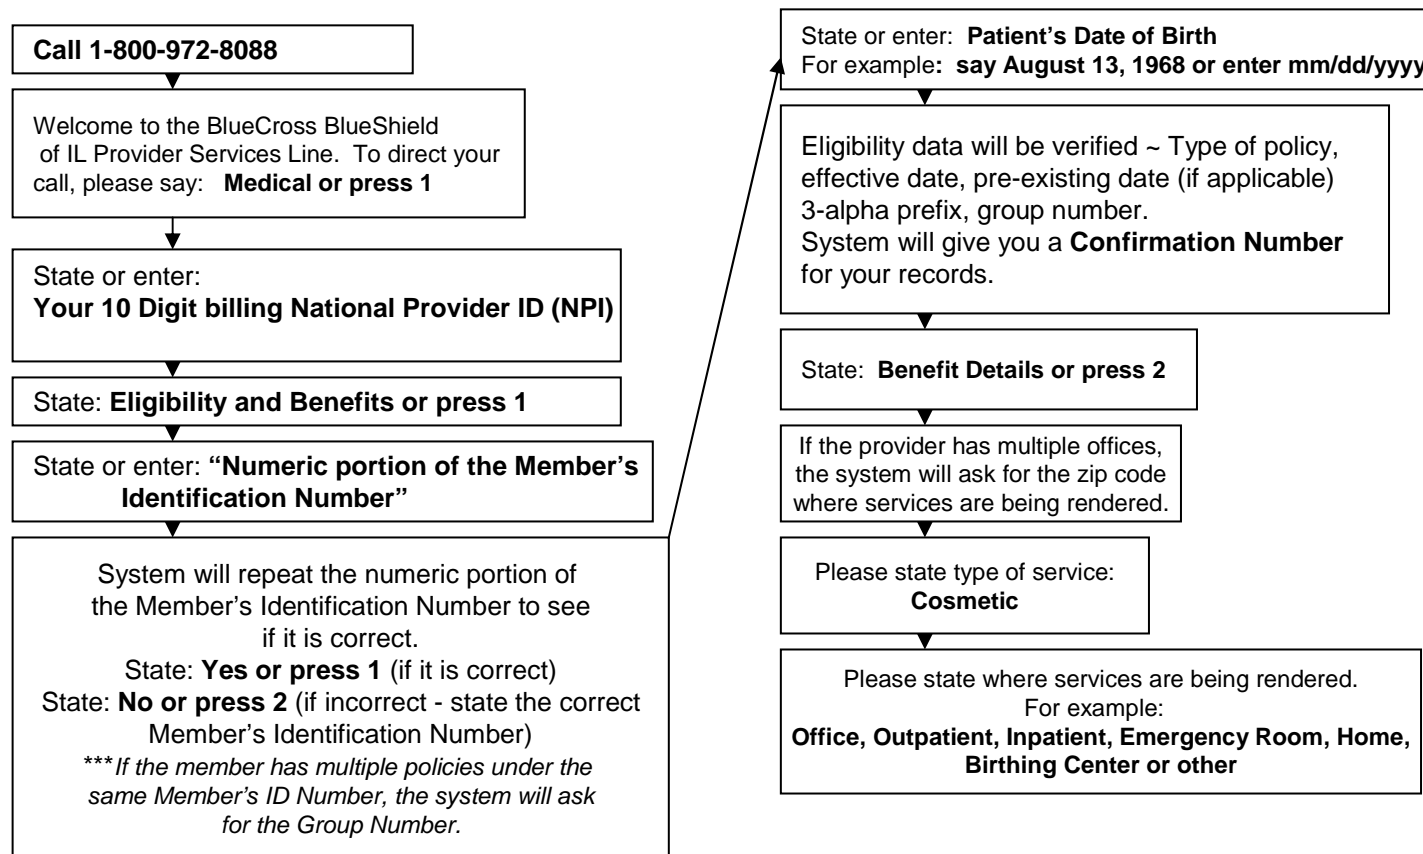 Call 1-800-972-8088
Welcome to the BlueCross BlueShield
of IL Provider Services Line. To direct your
call, please say: Medical or press 1
State or enter:
Your 10 Digit billing National Provider ID (NPI)
State: Eligibility and Benefits or press 1
State or enter: “Numeric portion of the Member’s
Identification Number”
System will repeat the numeric portion of
the Member’s Identification Number to see
if it is correct.
State: Yes or press 1 (if it is correct)
State: No or press 2 (if incorrect - state the correct
Member’s Identification Number)
***If the member has multiple policies under the
same Member’s ID Number, the system will ask
for the Group Number.
State or enter: Patient’s Date of Birth
For example: say August 13, 1968 or enter mm/dd/yyyy
Eligibility data will be verified ~ Type of policy,
effective date, pre-existing date (if applicable)
3-alpha prefix, group number.
System will give you a Confirmation Number
for your records.
State: Benefit Details or press 2
If the provider has multiple offices,
the system will ask for the zip code
where services are being rendered.
Please state type of service:
Cosmetic
Please state where services are being rendered.
For example:
Office, Outpatient, Inpatient, Emergency Room, Home,
Birthing Center or other